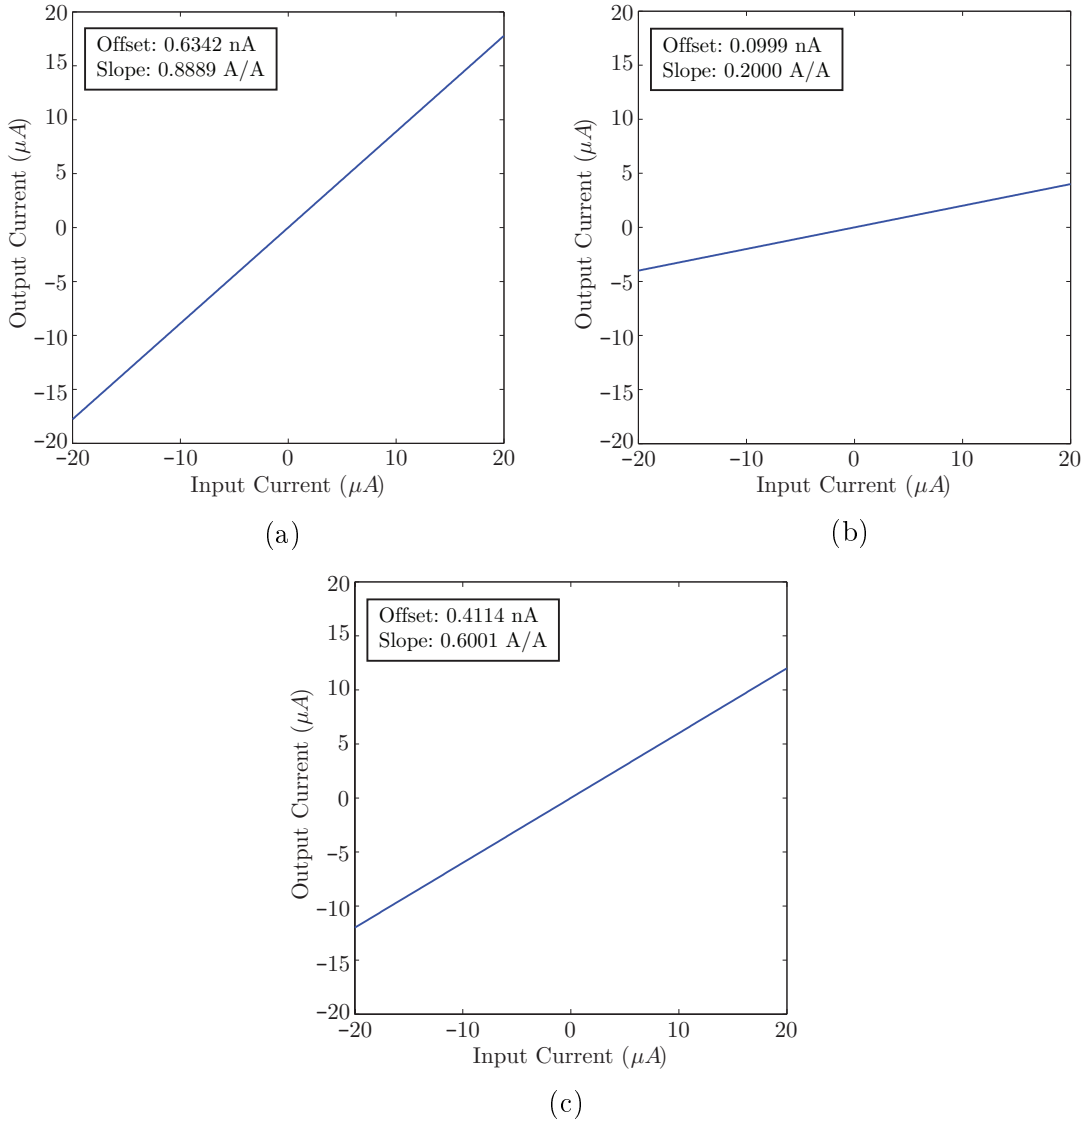 20
15
10
5
0
−5
−10
−15
−20
Output Current (μA)
Offset: 0.6342 nA
Slope: 0.8889 A/A
−20 −10 0 10 20
Input Current (μA)
(a)
20
15
10
5
0
−5
−10
−15
−20
Output Current (μA)
Offset: 0.0999 nA
Slope: 0.2000 A/A
−20 −10 0 10 20
Input Current (μA)
(b)
20
15
10
5
0
−5
−10
−15
−20
Output Current (μA)
Offset: 0.4114 nA
Slope: 0.6001 A/A
−20 −10 0 10 20
Input Current (μA)
(c)